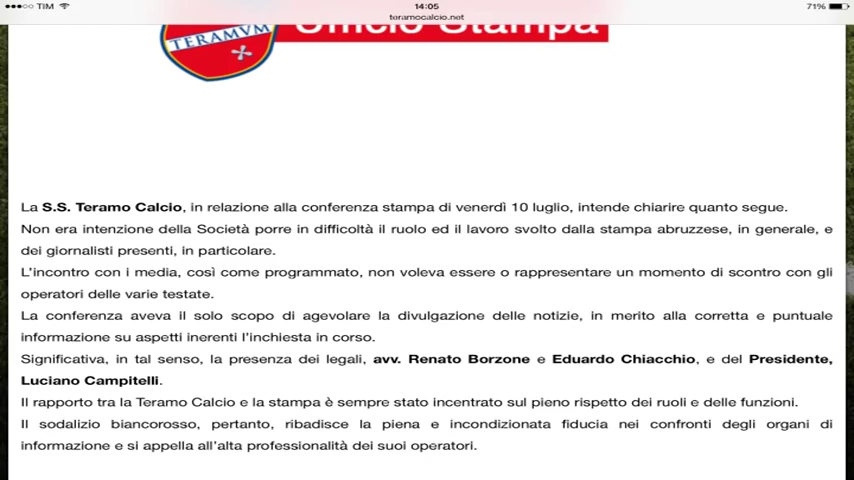 TIM
14:05
71%
teramocalcio.net
TERAMVM
Ufficio Stampa
La S.S. Teramo Calcio, in relazione alla conferenza stampa di venerdì 10 luglio, intende chiarire quanto segue.
Non era intenzione della Società porre in difficoltà il ruolo ed il lavoro svolto dalla stampa abruzzese, in generale, e
dei giornalisti presenti, in particolare.
L'incontro con i media, così come programmato, non voleva essere o rappresentare un momento di scontro con gli
operatori delle varie testate.
La conferenza aveva il solo scopo di agevolare la divulgazione delle notizie, in merito alla corretta e puntuale
informazione su aspetti inerenti l'inchiesta in corso.
Significativa, in tal senso, la presenza dei legali, avv. Renato Borzone e Eduardo Chiacchio, e del Presidente,
Luciano Campitelli.
Il rapporto tra la Teramo Calcio e la stampa è sempre stato incentrato sul pieno rispetto dei ruoli e delle funzioni.
Il sodalizio biancorosso, pertanto, ribadisce la piena e incondizionata fiducia nei confronti degli organi di
informazione e si appella all'alta professionalità dei suoi operatori.